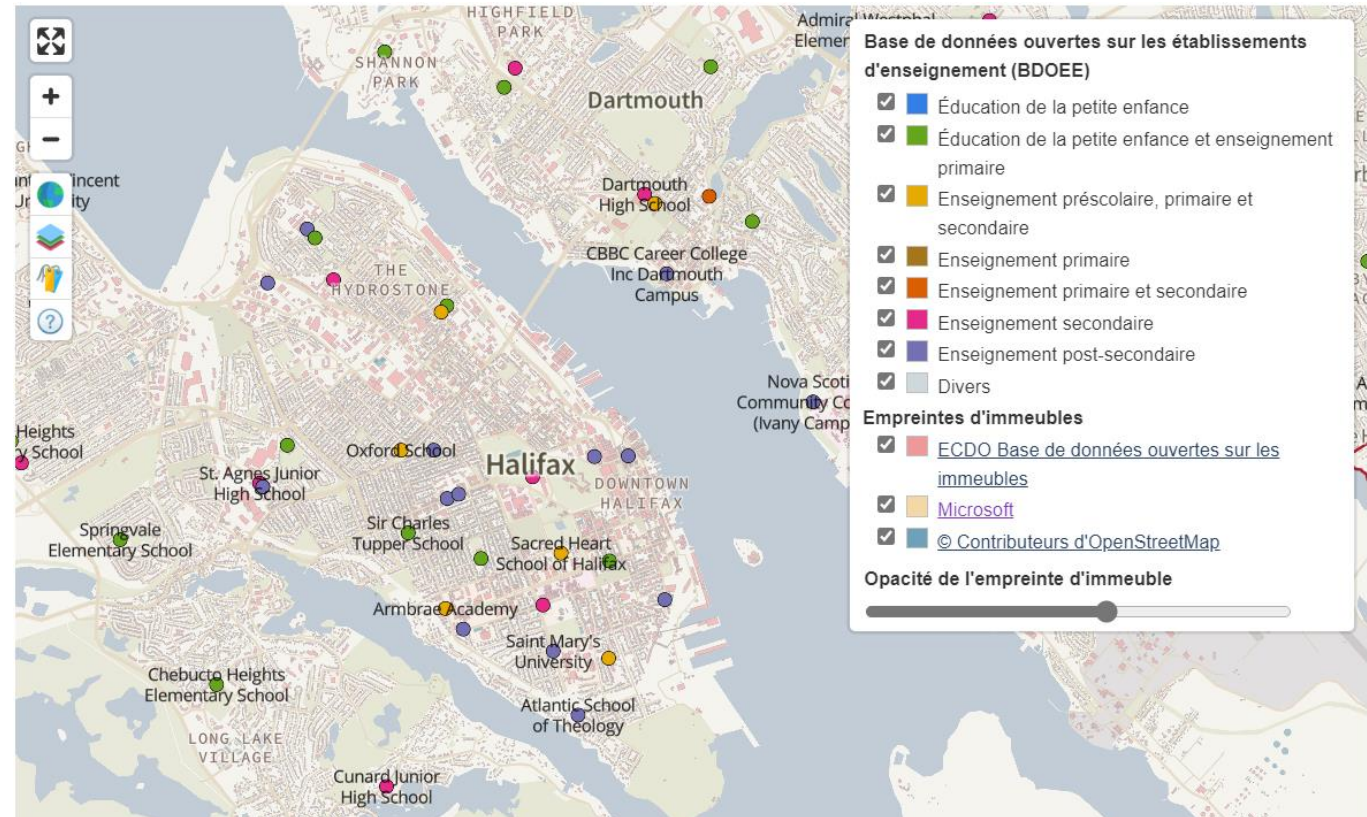 HIGHFIELD
PARK
SHANNON
PARK
Dartmouth
Dartmouth
High School
CBBC Career College
Inc Dartmouth
Campus
THE
HYDROSTONE
Oxford School
Halifax
DOWNTOWN
HALIFAX
St. Agnes Junior
High School
Springvale
Elementary School
Sir Charles
Tupper School
Sacred Heart
School of Halifax
Armbrae Academy
Saint Mary's
University
Chebucto Heights
Elementary School
Atlantic School
of Theology
LONG LAKE
VILLAGE
Cunard Junior
High School
Heights
y School
Nova Scoti
Community Co
(Ivany Camp
Admiral Westphal
Elemen
Base de données ouvertes sur les établissements
d'enseignement (BDOEE)
Éducation de la petite enfance
Éducation de la petite enfance et enseignement
primaire
Enseignement préscolaire, primaire et
secondaire
Enseignement primaire
Enseignement primaire et secondaire
Enseignement secondaire
Enseignement post-secondaire
Divers
Empreintes d'immeubles
ECDO Base de données ouvertes sur les
immeubles
Microsoft
© Contributeurs d'OpenStreetMap
Opacité de l'empreinte d'immeuble